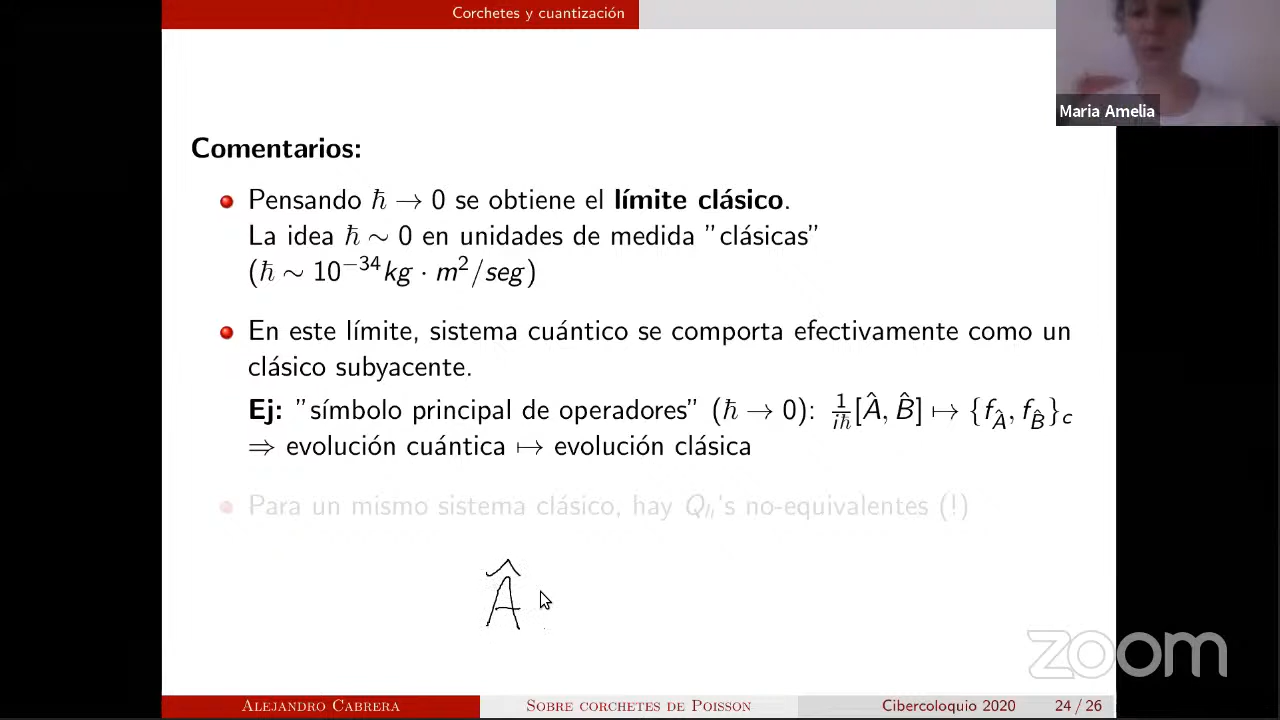 Corchetes y cuantización
Maria Amelia
Comentarios:
Pensando ℏ → 0 se obtiene el límite clásico.
La idea ℏ ∼ 0 en unidades de medida "clásicas"
(ℏ ∼ 10⁻³⁴kg · m²/seg)
En este límite, sistema cuántico se comporta efectivamente como un
clásico subyacente.
Ej: "símbolo principal de operadores" (ℏ → 0): 1/iℏ [Â, B̂] ↦ {f_Â, f_B̂}_c
⇒ evolución cuántica ↦ evolución clásica
Para un mismo sistema clásico, hay Q_ℏ's no-equivalentes (!)
Â
zoom
Alejandro Cabrera Sobre corchetes de Poisson Cibercoloquio 2020 24 / 26